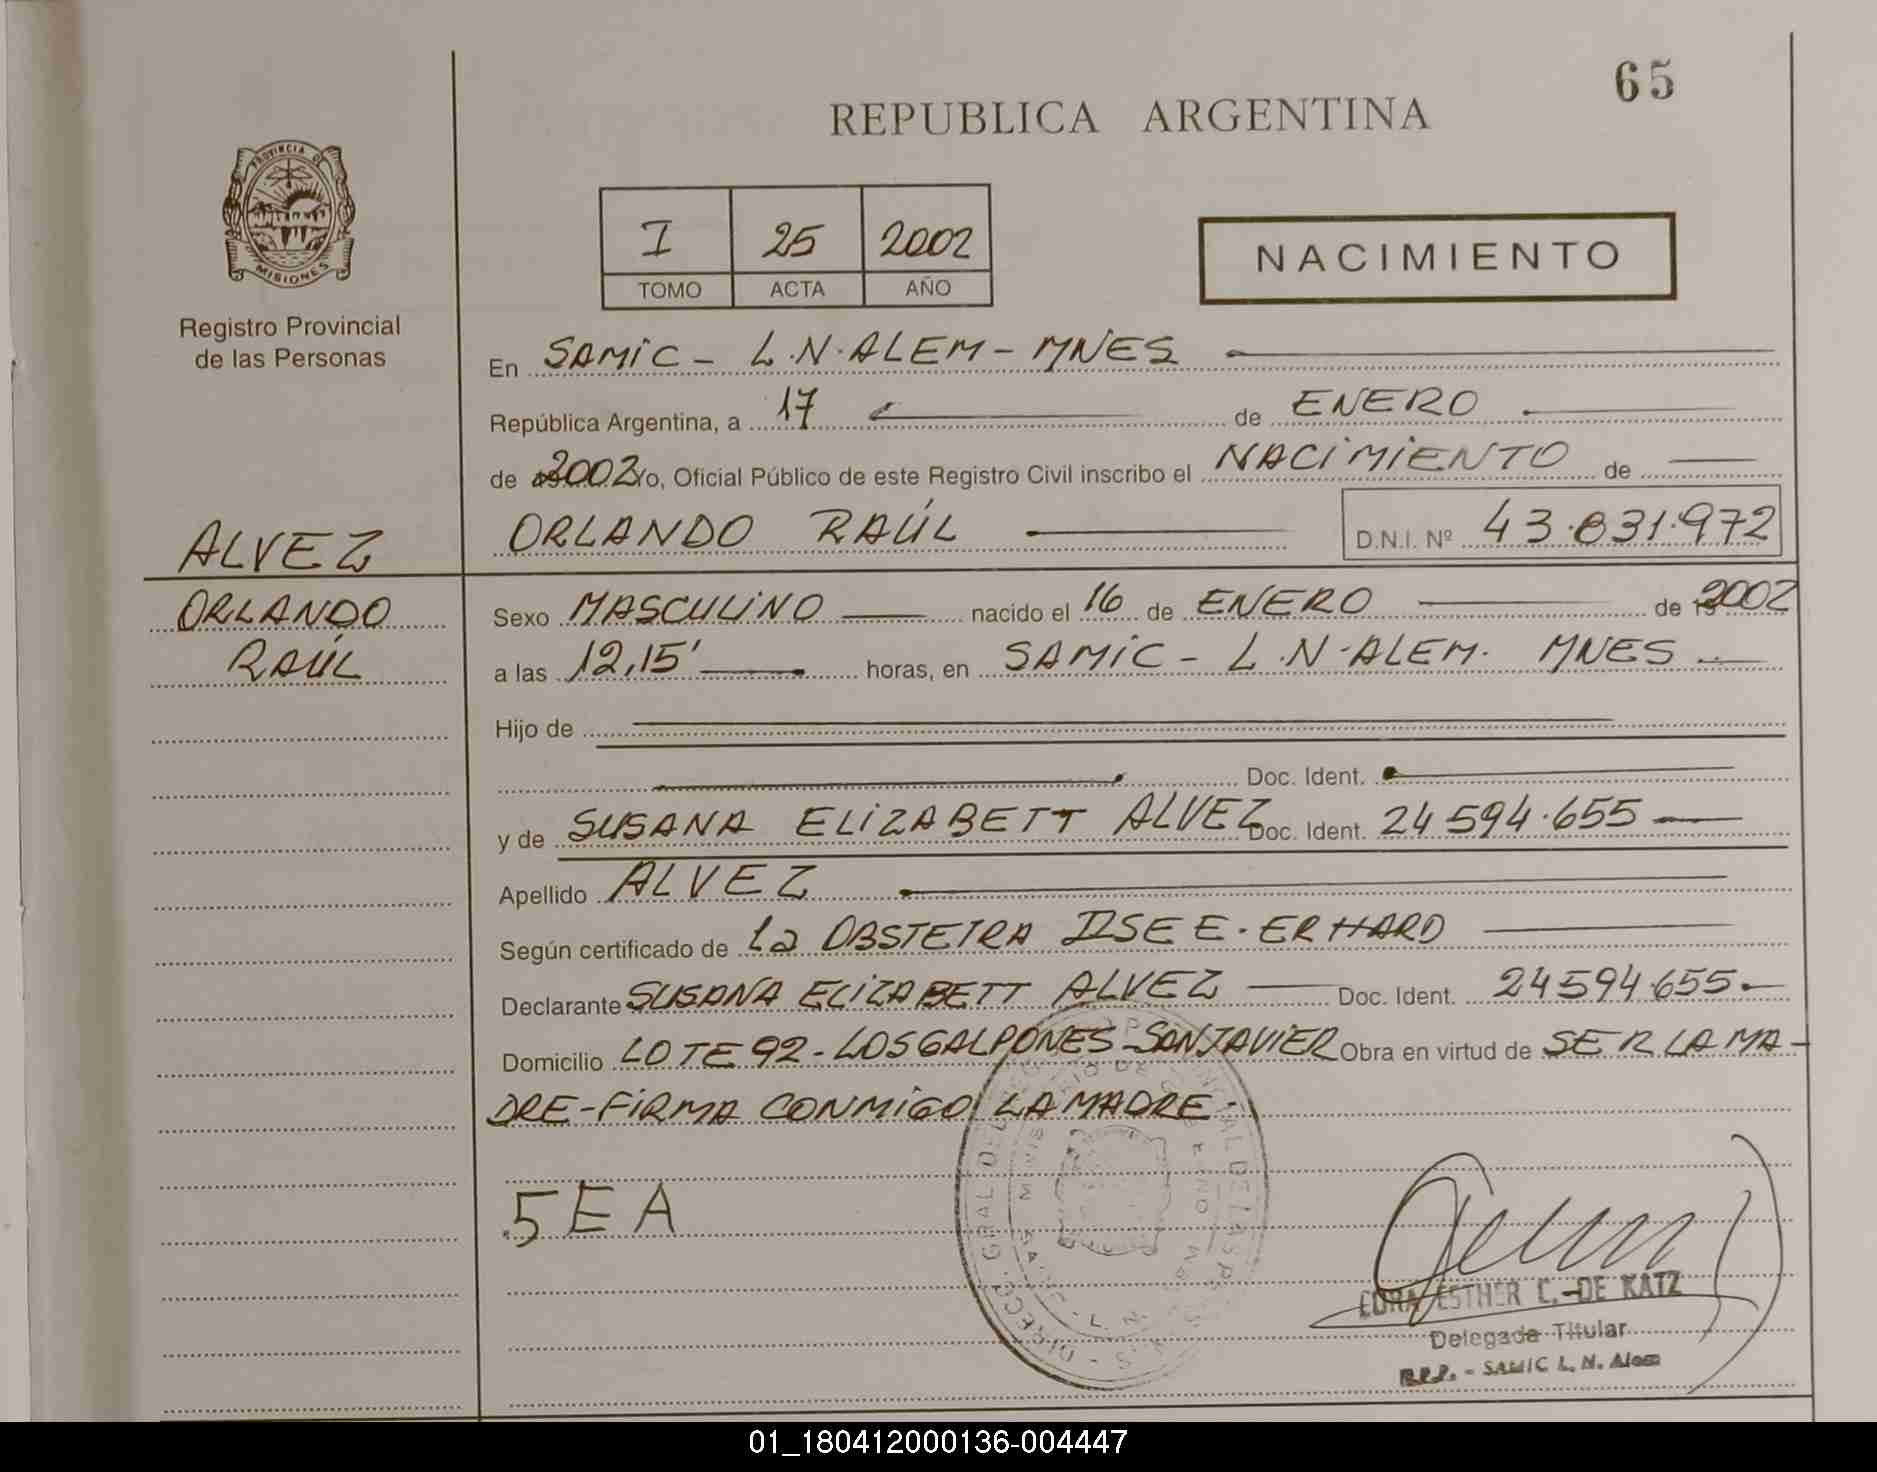 65
REPUBLICA ARGENTINA
PROVINCIA DE
MISIONES
Registro Provincial
de las Personas
I 25 2002
TOMO ACTA AÑO
NACIMIENTO
En SAMIC - L.N. ALEM - MNES
República Argentina, a 17 de ENERO
de 2002 Yo, Oficial Público de este Registro Civil inscribo el NACIMIENTO de
ALVEZ
ORLANDO RAÚL D.N.I. Nº 43.831.972
ORLANDO
RAÚL
Sexo MASCULINO nacido el 16 de ENERO de 2002
a las 12,15' horas, en SAMIC - L.N. ALEM. MNES
Hijo de
Doc. Ident.
y de SUSANA ELIZABETT ALVEZ Doc. Ident. 24 594.655
Apellido ALVEZ
Según certificado de La OBSTETRA ILSE E. ERHARD
Declarante SUSANA ELIZABETT ALVEZ Doc. Ident. 24594.655.
Domicilio LOTE 92 - LOS GALPONES - SAN JAVIER Obra en virtud de SER LA MA-
DRE - FIRMA CONMIGO LA MADRE -
SEA
ESTHER C. DE KATZ
Delegada Titular
SAMIC L. N. Alem
01_180412000136-004447